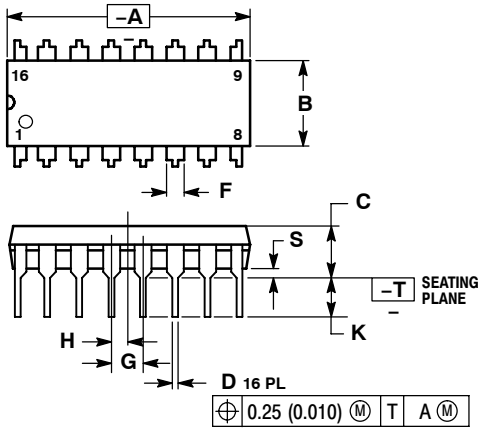 –A
–
16
9
B
1
8
F
C
S
–T
–
SEATING
PLANE
K
H
G
D 16 PL
⌖ 0.25 (0.010) Ⓜ T A Ⓜ